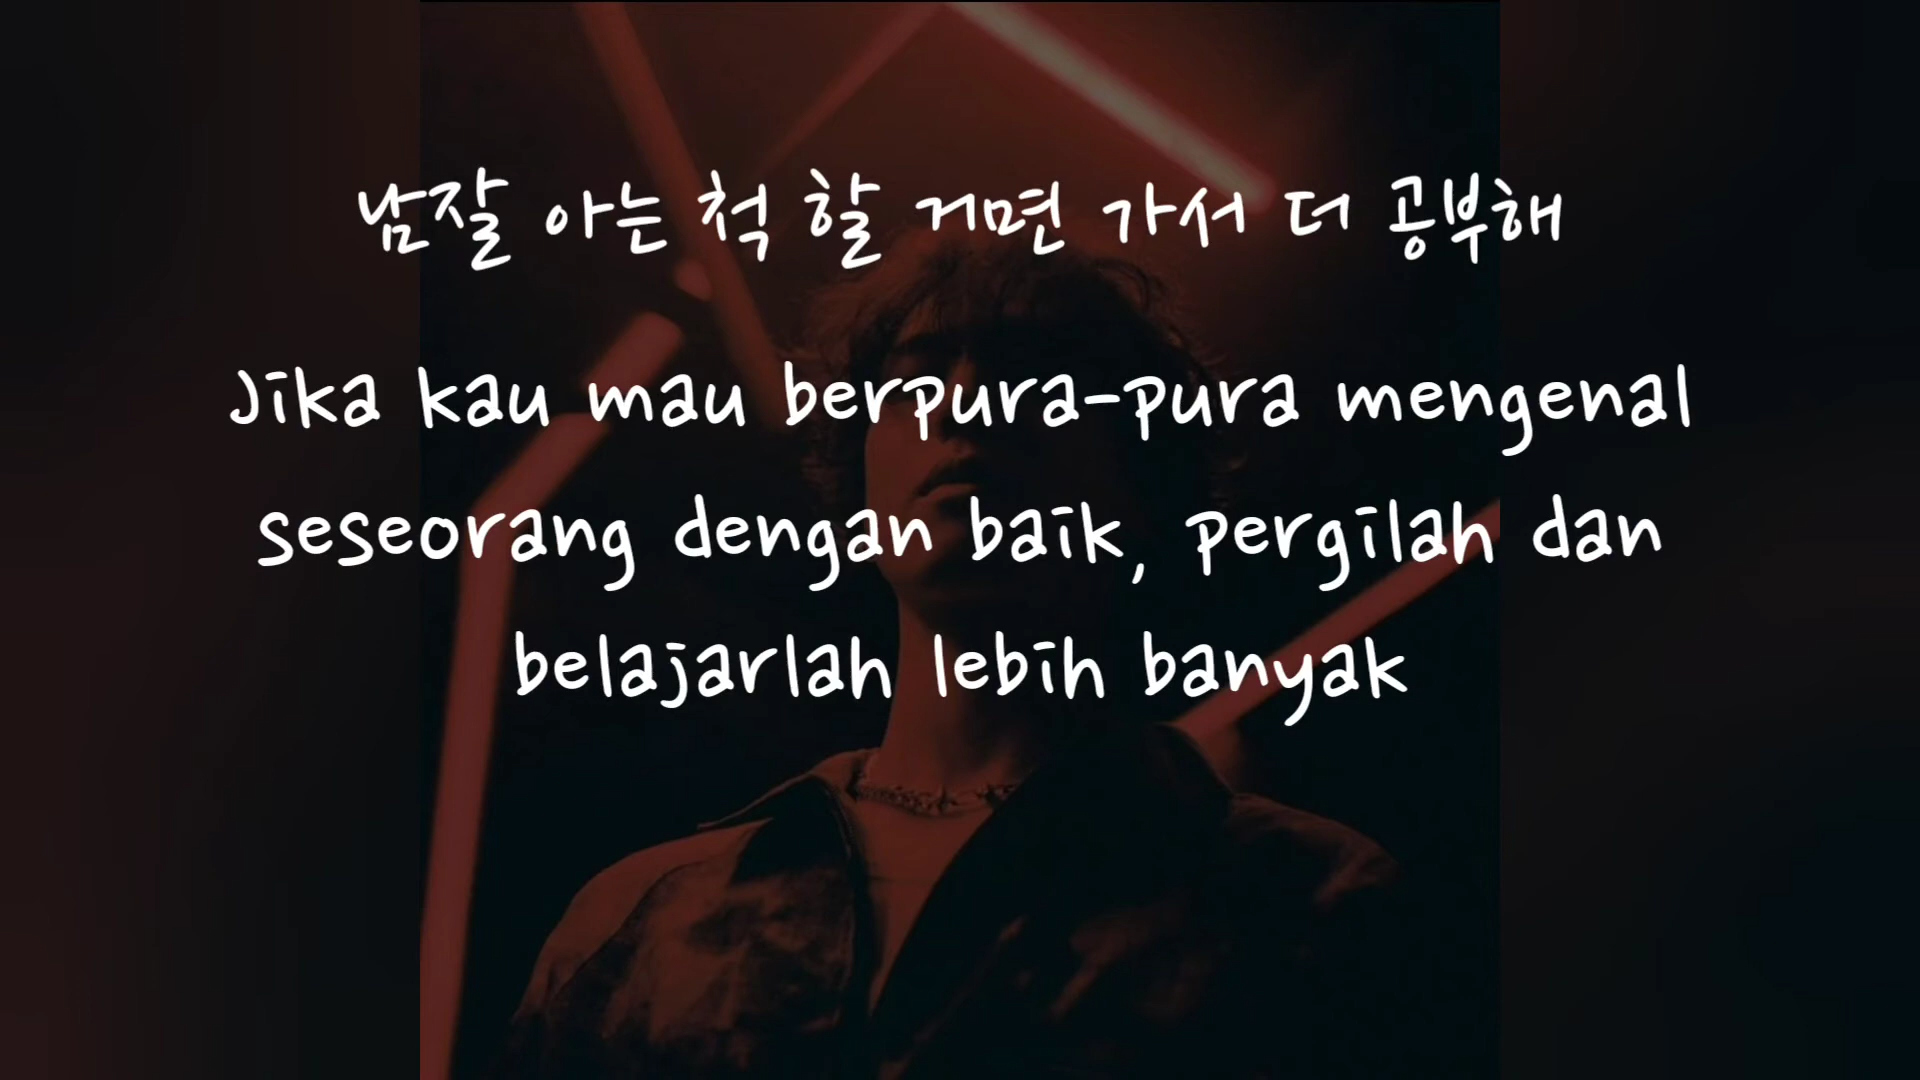 남잘 아는 척 할 거면 가서 더 공부해
Jika kau mau berpura-pura mengenal
seseorang dengan baik, pergilah dan
belajarlah lebih banyak